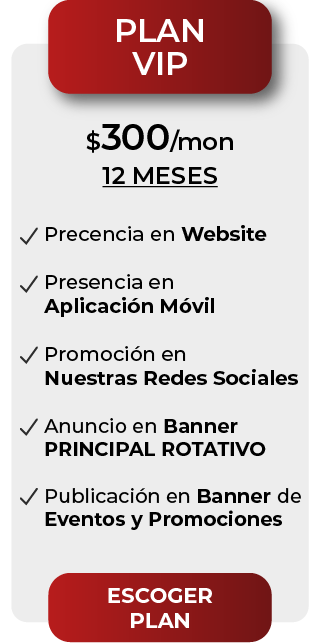 PLAN
VIP
$300/mon
12 MESES
Precencia en Website
Presencia en
Aplicación Móvil
Promoción en
Nuestras Redes Sociales
Anuncio en Banner
PRINCIPAL ROTATIVO
Publicación en Banner de
Eventos y Promociones
ESCOGER
PLAN